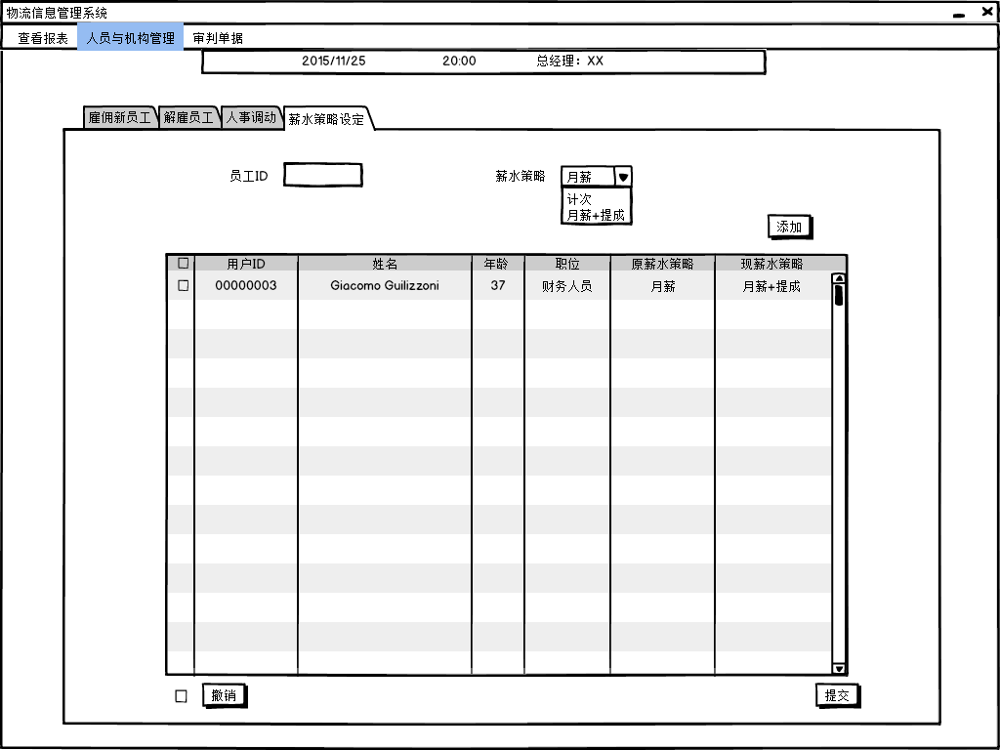 物流信息管理系统
查看报表 人员与机构管理 审判单据
2015/11/25 20:00 总经理：XX
雇佣新员工 解雇员工 人事调动 薪水策略设定
员工ID 薪水策略 月薪
计次
月薪+提成
添加
用户ID 姓名 年龄 职位 原薪水策略 现薪水策略
00000003 Giacomo Guilizzoni 37 财务人员 月薪 月薪+提成
撤销 提交